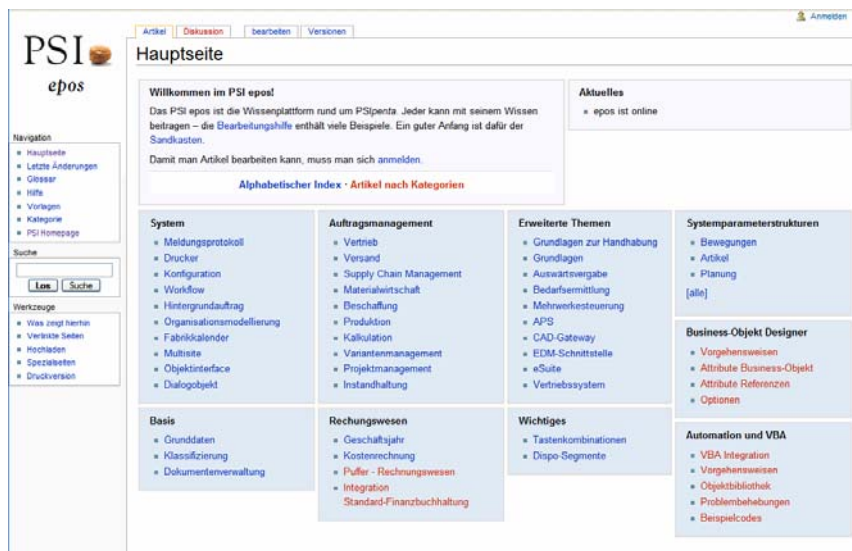 Anmelden
PSI
epos
Artikel
Diskussion
bearbeiten
Versionen
Hauptseite
Willkommen im PSI epos!
Das PSI epos ist die Wissenplattform rund um PSIpenta. Jeder kann mit seinem Wissen
beitragen – die Bearbeitungshilfe enthält viele Beispiele. Ein guter Anfang ist dafür der
Sandkasten.
Damit man Artikel bearbeiten kann, muss man sich anmelden.
Alphabetischer Index · Artikel nach Kategorien
Aktuelles
epos ist online
Navigation
Hauptseite
Letzte Änderungen
Glossar
Hilfe
Vorlagen
Kategorie
PSI Homepage
Suche
Los
Suche
Werkzeuge
Was zeigt hierhin
Verlinkte Seiten
Hochladen
Spezialseiten
Druckversion
System
Meldungsprotokoll
Drucker
Konfiguration
Workflow
Hintergrundauftrag
Organisationsmodellierung
Fabrikkalender
Multisite
Objektinterface
Dialogobjekt
Auftragsmanagement
Vertrieb
Versand
Supply Chain Management
Materialwirtschaft
Beschaffung
Produktion
Kalkulation
Variantenmanagement
Projektmanagement
Instandhaltung
Erweiterte Themen
Grundlagen zur Handhabung
Grundlagen
Auswärtsvergabe
Bedarfsermittlung
Mehrwerkesteuerung
APS
CAD-Gateway
EDM-Schnittstelle
eSuite
Vertriebssystem
Systemparameterstrukturen
Bewegungen
Artikel
Planung
[alle]
Business-Objekt Designer
Vorgehensweisen
Attribute Business-Objekt
Attribute Referenzen
Optionen
Basis
Grunddaten
Klassifizierung
Dokumentenverwaltung
Rechungswesen
Geschäftsjahr
Kostenrechnung
Puffer - Rechnungswesen
Integration
Standard-Finanzbuchhaltung
Wichtiges
Tastenkombinationen
Dispo-Segmente
Automation und VBA
VBA Integration
Vorgehensweisen
Objektbibliothek
Problembehebungen
Beispielcodes